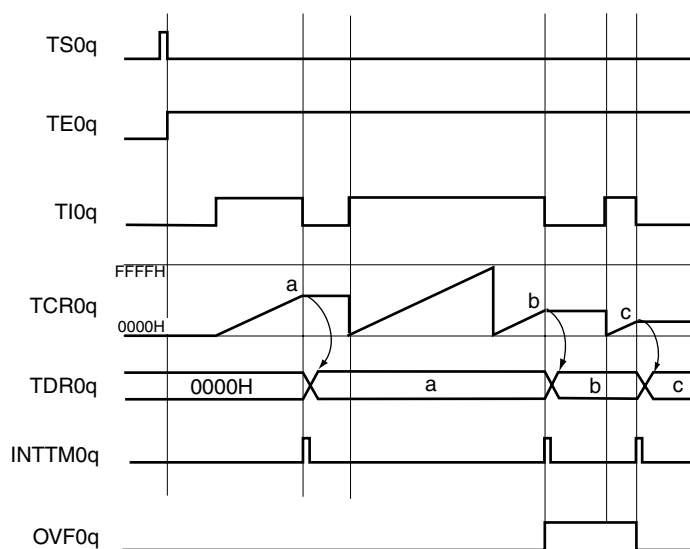 TS0q
TE0q
TI0q
FFFFH
a
b
c
TCR0q
0000H
TDR0q
0000H a b c
INTTM0q
OVF0q